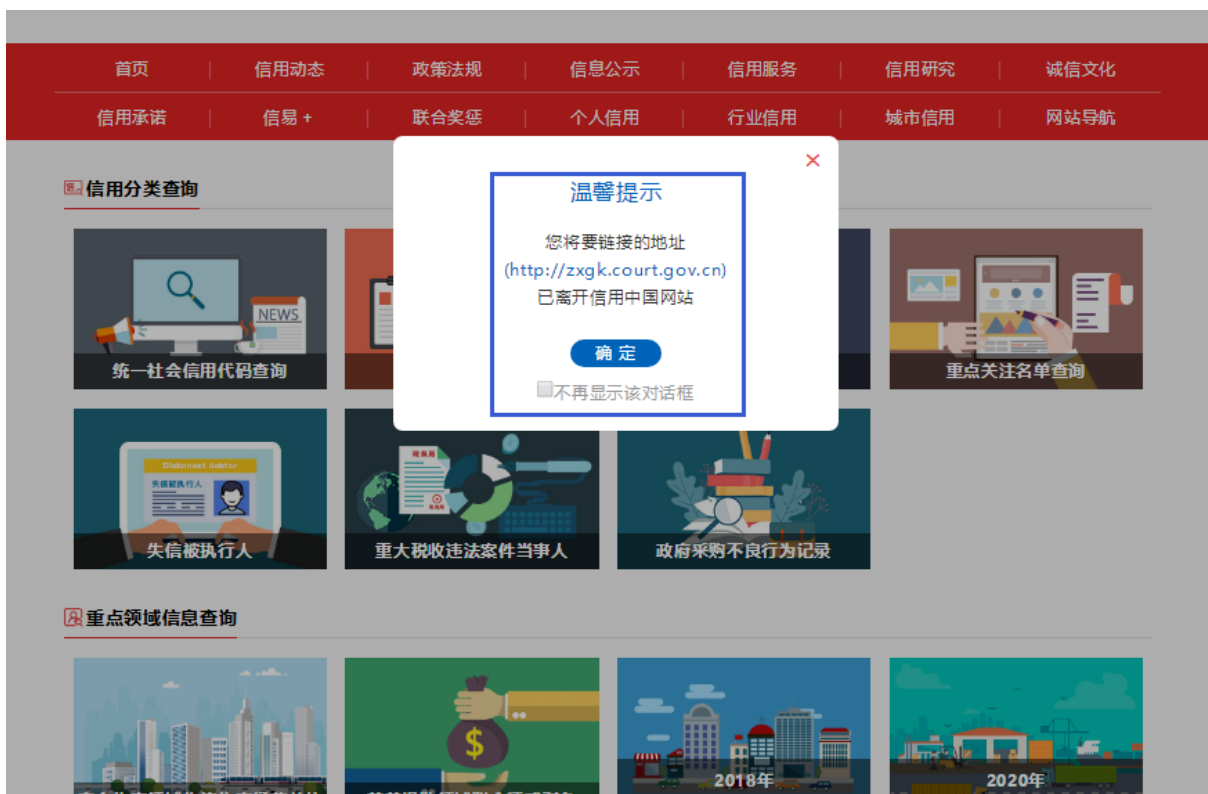 首页
信用动态
政策法规
信息公示
信用服务
信用研究
诚信文化
信用承诺
信易 +
联合奖惩
个人信用
行业信用
城市信用
网站导航
信用分类查询
温馨提示
您将要链接的地址
(http://zxgk.court.gov.cn)
已离开信用中国网站
确 定
不再显示该对话框
NEWS
统一社会信用代码查询
重点关注名单查询
Dishonest debtor
失信被执行人
失信被执行人
税务局
重大税收违法案件当事人
政府采购不良行为记录
重点领域信息查询
$
2018年
2020年